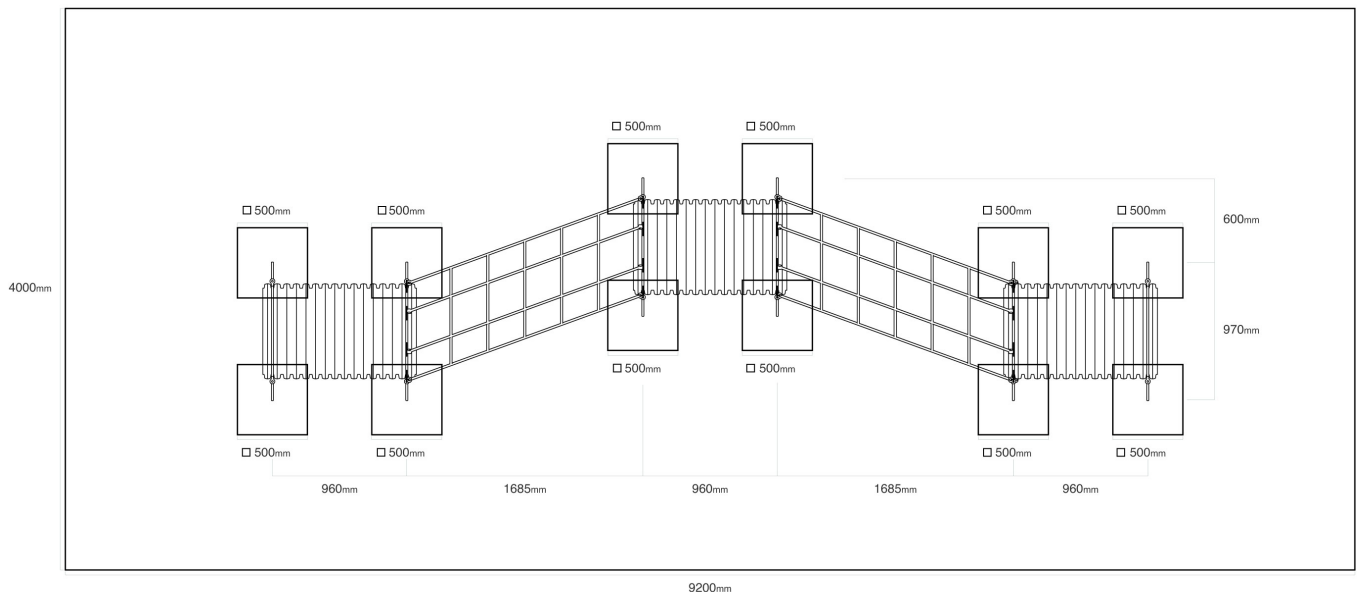 □ 500mm □ 500mm
□ 500mm □ 500mm □ 500mm □ 500mm
600mm
4000mm
970mm
□ 500mm □ 500mm
□ 500mm □ 500mm □ 500mm □ 500mm
960mm 1685mm 960mm 1685mm 960mm
9200mm